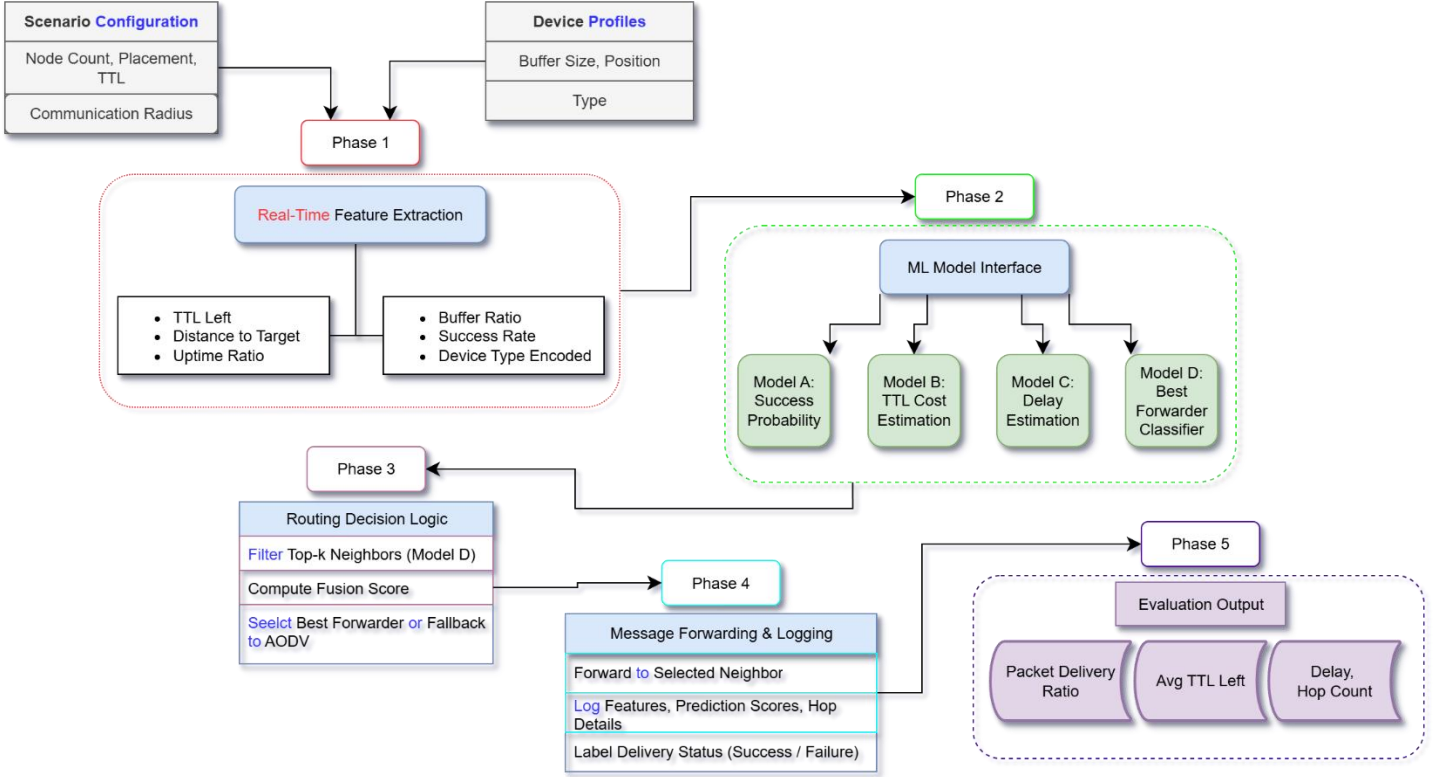 Scenario Configuration
Node Count, Placement,
TTL
Communication Radius
Device Profiles
Buffer Size, Position
Type
Phase 1
Real-Time Feature Extraction
• TTL Left
• Distance to Target
• Uptime Ratio
• Buffer Ratio
• Success Rate
• Device Type Encoded
Phase 2
ML Model Interface
Model A:
Success
Probability
Model B:
TTL Cost
Estimation
Model C:
Delay
Estimation
Model D:
Best
Forwarder
Classifier
Phase 3
Routing Decision Logic
Filter Top-k Neighbors (Model D)
Compute Fusion Score
Seelct Best Forwarder or Fallback
to AODV
Phase 4
Message Forwarding & Logging
Forward to Selected Neighbor
Log Features, Prediction Scores, Hop
Details
Label Delivery Status (Success / Failure)
Phase 5
Evaluation Output
Packet Delivery
Ratio
Avg TTL Left
Delay,
Hop Count